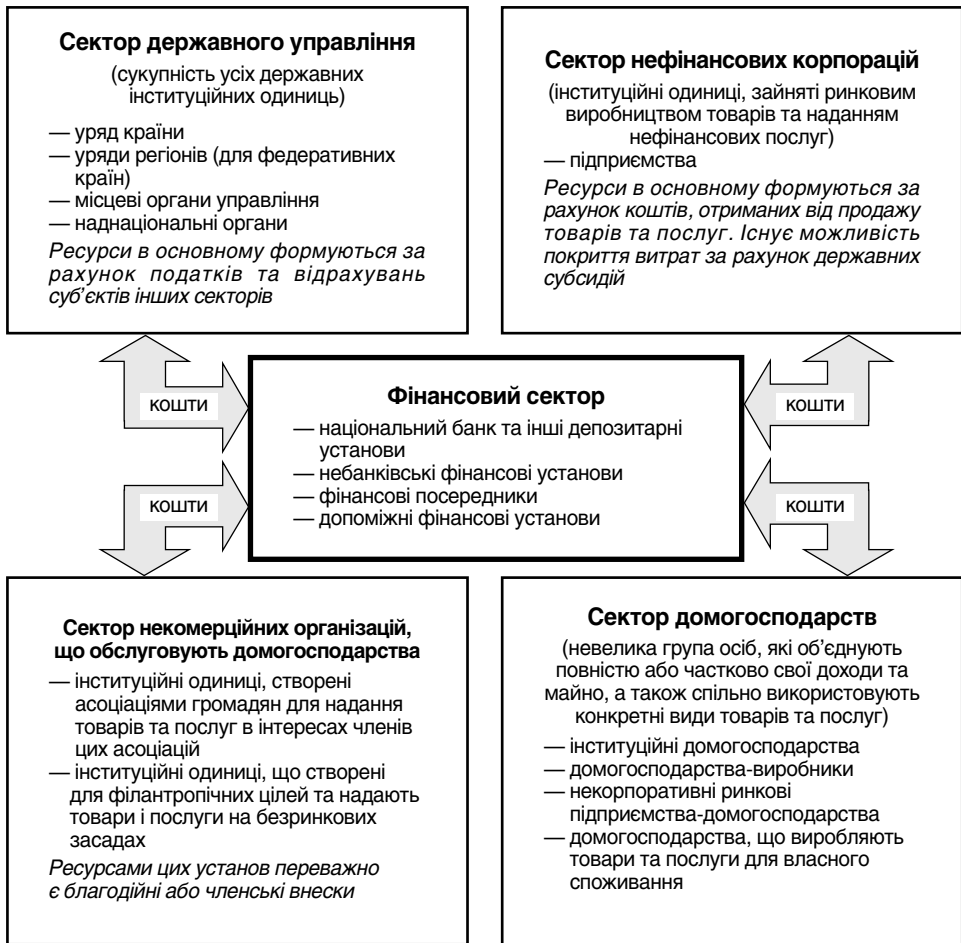 Сектор державного управління
(сукупність усіх державних
інституційних одиниць)
— уряд країни
— уряди регіонів (для федеративних
країн)
— місцеві органи управління
— наднаціональні органи
Ресурси в основному формуються за
рахунок податків та відрахувань
суб’єктів інших секторів
Сектор нефінансових корпорацій
(інституційні одиниці, зайняті ринковим
виробництвом товарів та наданням
нефінансових послуг)
— підприємства
Ресурси в основному формуються за
рахунок коштів, отриманих від продажу
товарів та послуг. Існує можливість
покриття витрат за рахунок державних
субсидій
кошти
кошти
Фінансовий сектор
— національний банк та інші депозитарні
установи
— небанківські фінансові установи
— фінансові посередники
— допоміжні фінансові установи
кошти
кошти
Сектор некомерційних організацій,
що обслуговують домогосподарства
— інституційні одиниці, створені
асоціаціями громадян для надання
товарів та послуг в інтересах членів
цих асоціацій
— інституційні одиниці, що створені
для філантропічних цілей та надають
товари і послуги на безринкових
засадах
Ресурсами цих установ переважно
є благодійні або членські внески
Сектор домогосподарств
(невелика група осіб, які об’єднують
повністю або частково свої доходи та
майно, а також спільно використовують
конкретні види товарів та послуг)
— інституційні домогосподарства
— домогосподарства-виробники
— некорпоративні ринкові
підприємства-домогосподарства
— домогосподарства, що виробляють
товари та послуги для власного
споживання